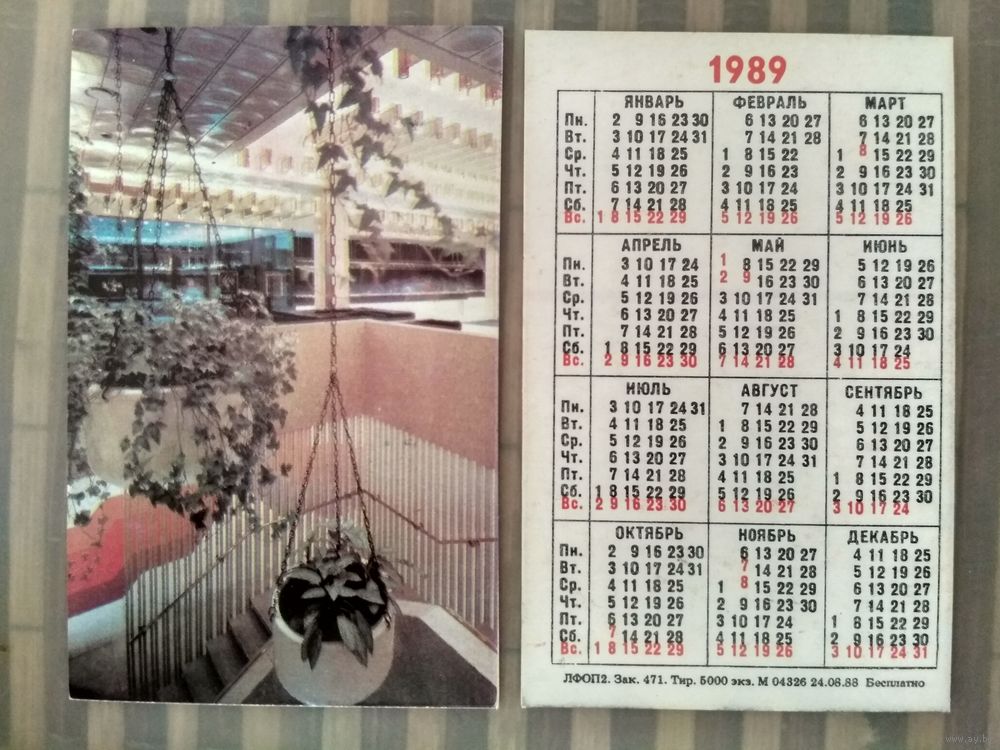 1989
ЯНВАРЬ ФЕВРАЛЬ МАРТ
Пн. 2 9 16 23 30 6 13 20 27 6 13 20 27
Вт. 3 10 17 24 31 7 14 21 28 7 14 21 28
Ср. 4 11 18 25 1 8 15 22 1 8 15 22 29
Чт. 5 12 19 26 2 9 16 23 2 9 16 23 30
Пт. 6 13 20 27 3 10 17 24 3 10 17 24 31
Сб. 7 14 21 28 4 11 18 25 4 11 18 25
Вс. 1 8 15 22 29 5 12 19 26 5 12 19 26
АПРЕЛЬ МАЙ ИЮНЬ
Пн. 3 10 17 24 1 8 15 22 29 5 12 19 26
Вт. 4 11 18 25 2 9 16 23 30 6 13 20 27
Ср. 5 12 19 26 3 10 17 24 31 7 14 21 28
Чт. 6 13 20 27 4 11 18 25 1 8 15 22 29
Пт. 7 14 21 28 5 12 19 26 2 9 16 23 30
Сб. 1 8 15 22 29 6 13 20 27 3 10 17 24
Вс. 2 9 16 23 30 7 14 21 28 4 11 18 25
ИЮЛЬ АВГУСТ СЕНТЯБРЬ
Пн. 3 10 17 24 31 7 14 21 28 4 11 18 25
Вт. 4 11 18 25 1 8 15 22 29 5 12 19 26
Ср. 5 12 19 26 2 9 16 23 30 6 13 20 27
Чт. 6 13 20 27 3 10 17 24 31 7 14 21 28
Пт. 7 14 21 28 4 11 18 25 1 8 15 22 29
Сб. 1 8 15 22 29 5 12 19 26 2 9 16 23 30
Вс. 2 9 16 23 30 6 13 20 27 3 10 17 24
ОКТЯБРЬ НОЯБРЬ ДЕКАБРЬ
Пн. 2 9 16 23 30 6 13 20 27 4 11 18 25
Вт. 3 10 17 24 31 7 14 21 28 5 12 19 26
Ср. 4 11 18 25 1 8 15 22 29 6 13 20 27
Чт. 5 12 19 26 2 9 16 23 30 7 14 21 28
Пт. 6 13 20 27 3 10 17 24 1 8 15 22 29
Сб. 7 14 21 28 4 11 18 25 2 9 16 23 30
Вс. 1 8 15 22 29 5 12 19 26 3 10 17 24 31
ЛФОП2. Зак. 471. Тир. 5000 экз. М 04326 24.08.88 Бесплатно
www.ay.by